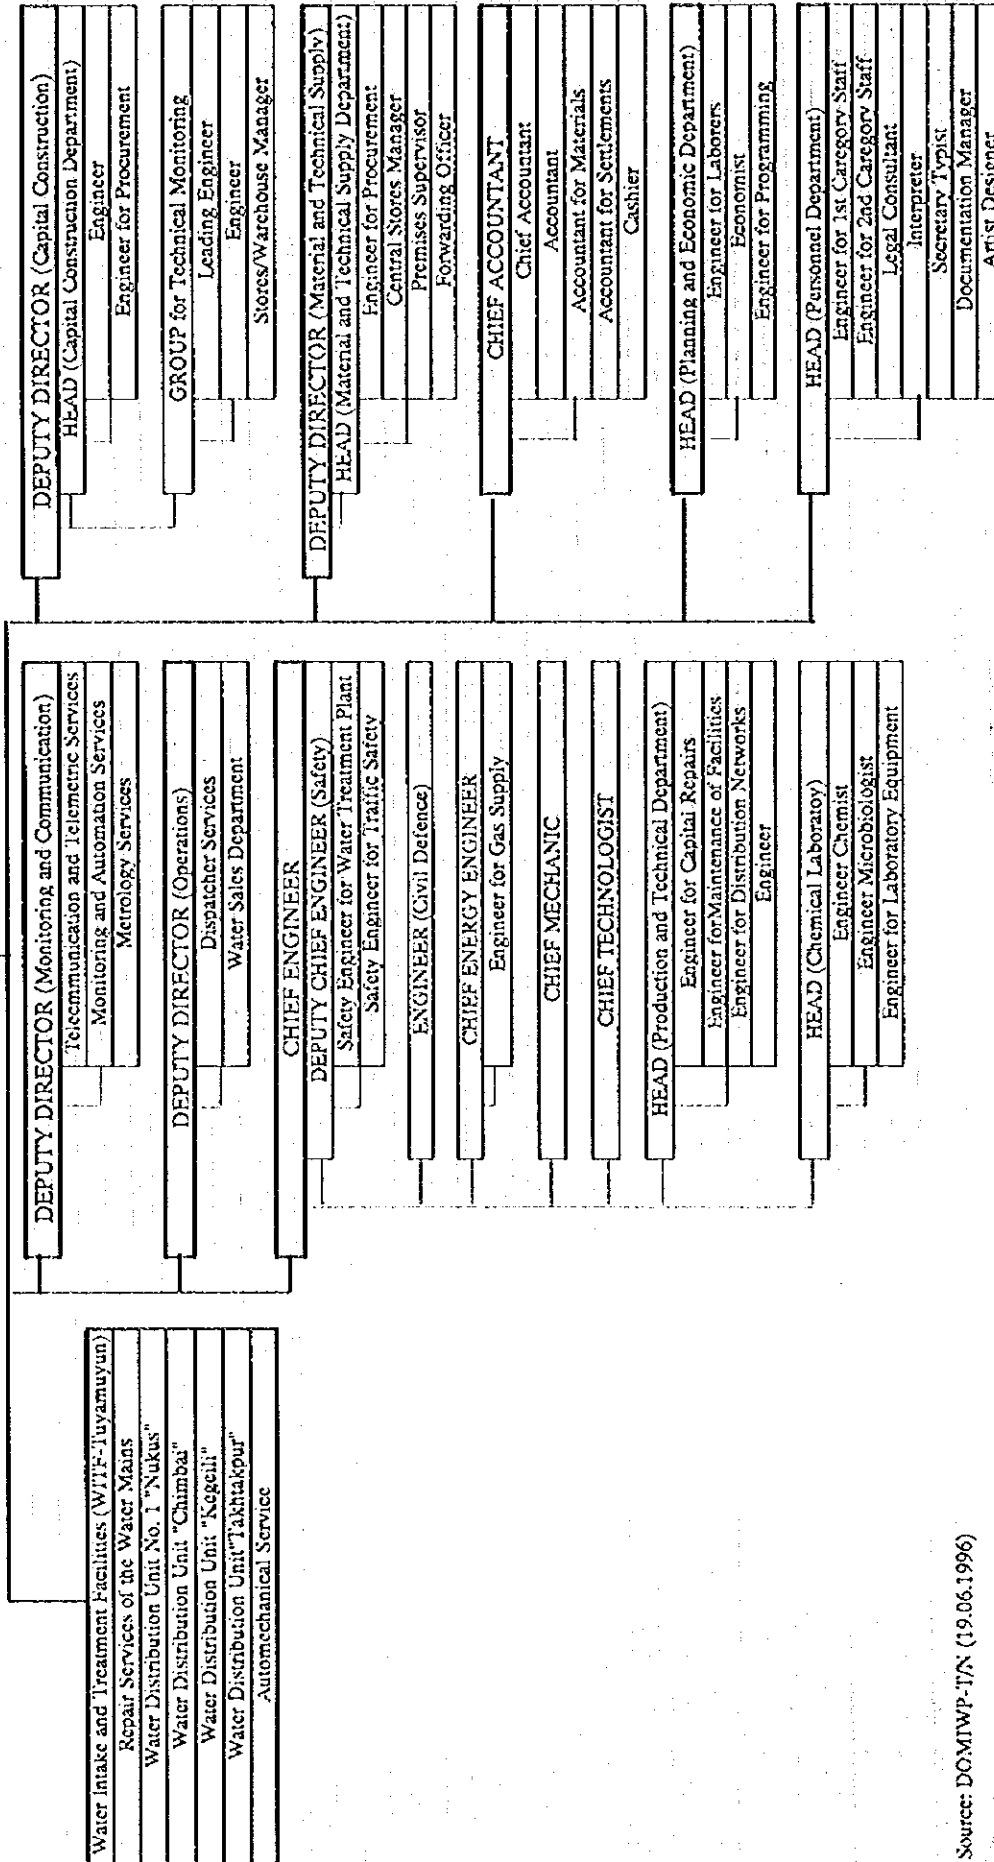 Water Intake and Treatment Facilities (WITF-Tuyamuyun)
Repair Services of the Water Mains
Water Distribution Unit No. 1 "Nukus"
Water Distribution Unit "Chimbai"
Water Distribution Unit "Kegeili"
Water Distribution Unit"Takhtakpur"
Automechanical Service
DEPUTY DIRECTOR (Monitoring and Communication)
Telecmmunication and Telemetric Services
Monitoring and Automation Services
Metrology Services
DEPUTY DIRECTOR (Operations)
Dispatcher Services
Water Sales Department
CHIEF ENGINEER
DEPUTY CHIEF ENGINEER (Safety)
Safety Engineer for Water Treatment Plant
Safety Engineer for Traffic Safety
ENGINEER (Civil Defence)
CHIEF ENERGY ENGINEER
Engineer for Gas Supply
CHIEF MECHANIC
CHIEF TECHNOLOGIST
HEAD (Production and Technical Department)
Engineer for Capital Repairs
Engineer for Maintenance of Facilities
Engineer for Distribution Networks
Engineer
HEAD (Chemical Laboratoy)
Engineer Chemist
Engineer Microbiologist
Engineer for Laboratory Equipment
DEPUTY DIRECTOR (Capital Construction)
HEAD (Capital Construction Department)
Engineer
Engineer for Procurement
GROUP for Technical Monitoring
Leading Engineer
Engineer
Stores/Warehouse Manager
DEPUTY DIRECTOR (Material and Technical Supply)
HEAD (Material and Technical Supply Department)
Engineer for Procurement
Central Stores Manager
Premises Supervisor
Forwarding Officer
CHIEF ACCOUNTANT
Chief Accountant
Accountant
Accountant for Materials
Accountant for Settlements
Cashier
HEAD (Planning and Economic Department)
Engineer for Laborers
Economist
Engineer for Programming
HEAD (Personnel Department)
Engineer for 1st Caregory Staff
Engineer for 2nd Caregory Staff
Legal Consultant
Interpreter
Secretary Typist
Documentation Manager
Artist Designer
Source: DOMIWP-T/N (19.06.1996)